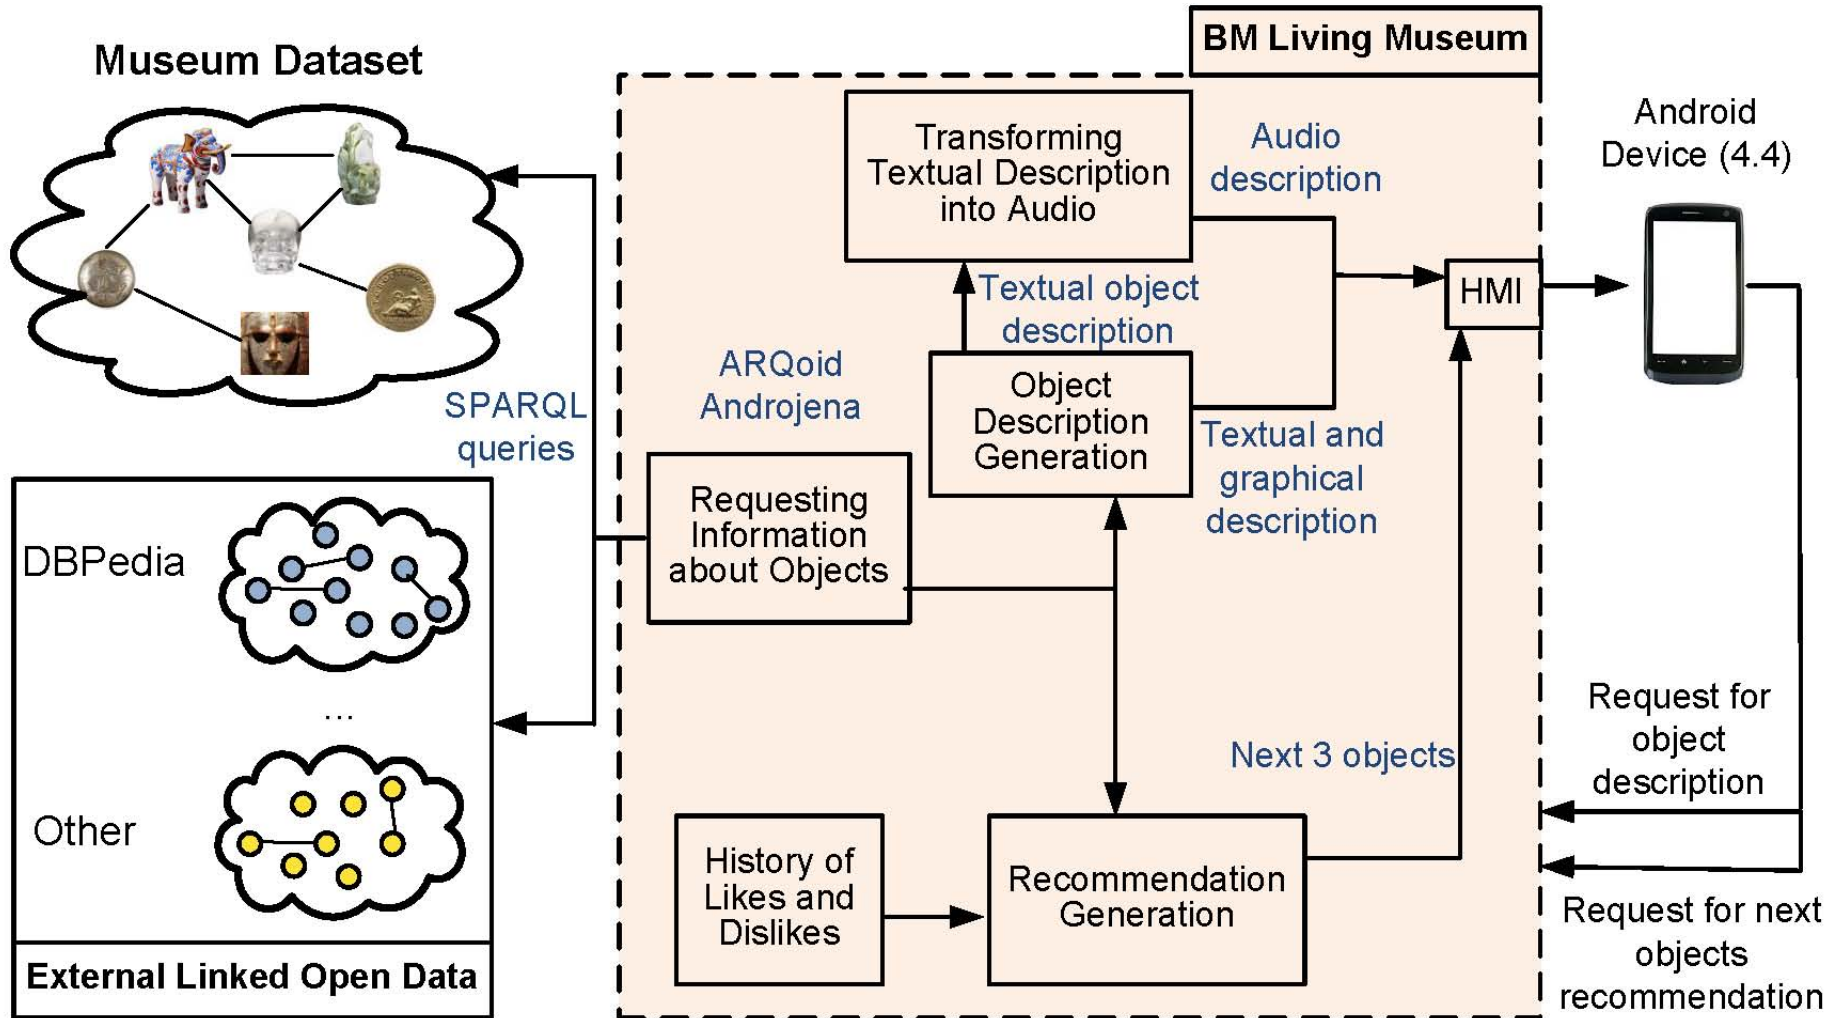 BM Living Museum
Museum Dataset
Transforming
Textual Description
into Audio
Audio
description
Android
Device (4.4)
HMI
Textual object
description
ARQoid
Androjena
SPARQL
queries
Object
Description
Generation
Textual and
graphical
description
Requesting
Information
about Objects
DBPedia
...
Other
External Linked Open Data
Next 3 objects
History of
Likes and
Dislikes
Recommendation
Generation
Request for
object
description
Request for next
objects
recommendation